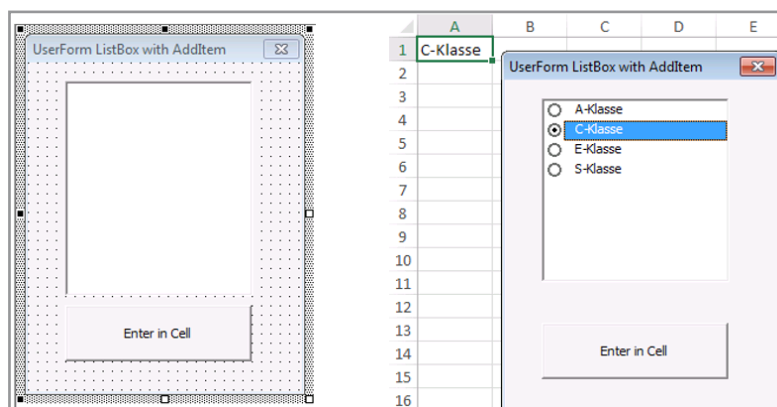 UserForm ListBox with AddItem
Enter in Cell
A B C D E
1 C-Klasse
2
3
4
5
6
7
8
9
10
11
12
13
14
15
16
UserForm ListBox with AddItem
A-Klasse
C-Klasse
E-Klasse
S-Klasse
Enter in Cell